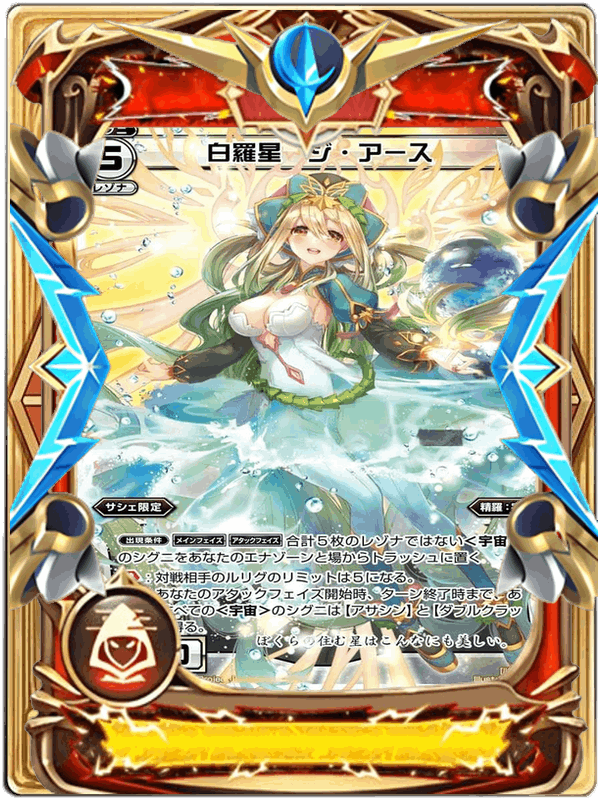 5
白羅星 ジ・アース
レゾナ
サシェ限定
精羅:
出現条件 メインフェイズ アタックフェイズ 合計5枚のレゾナではない<宇宙
のシグニをあなたのエナゾーンと場からトラッシュに置く
:対戦相手のルリグのリミットは5になる。
あなたのアタックフェイズ開始時、ターン終了時まで、あ
べての<宇宙>のシグニは【アサシン】と【ダブルクラッ
得る。
ぼくらの住む星はこんなにも美しい。